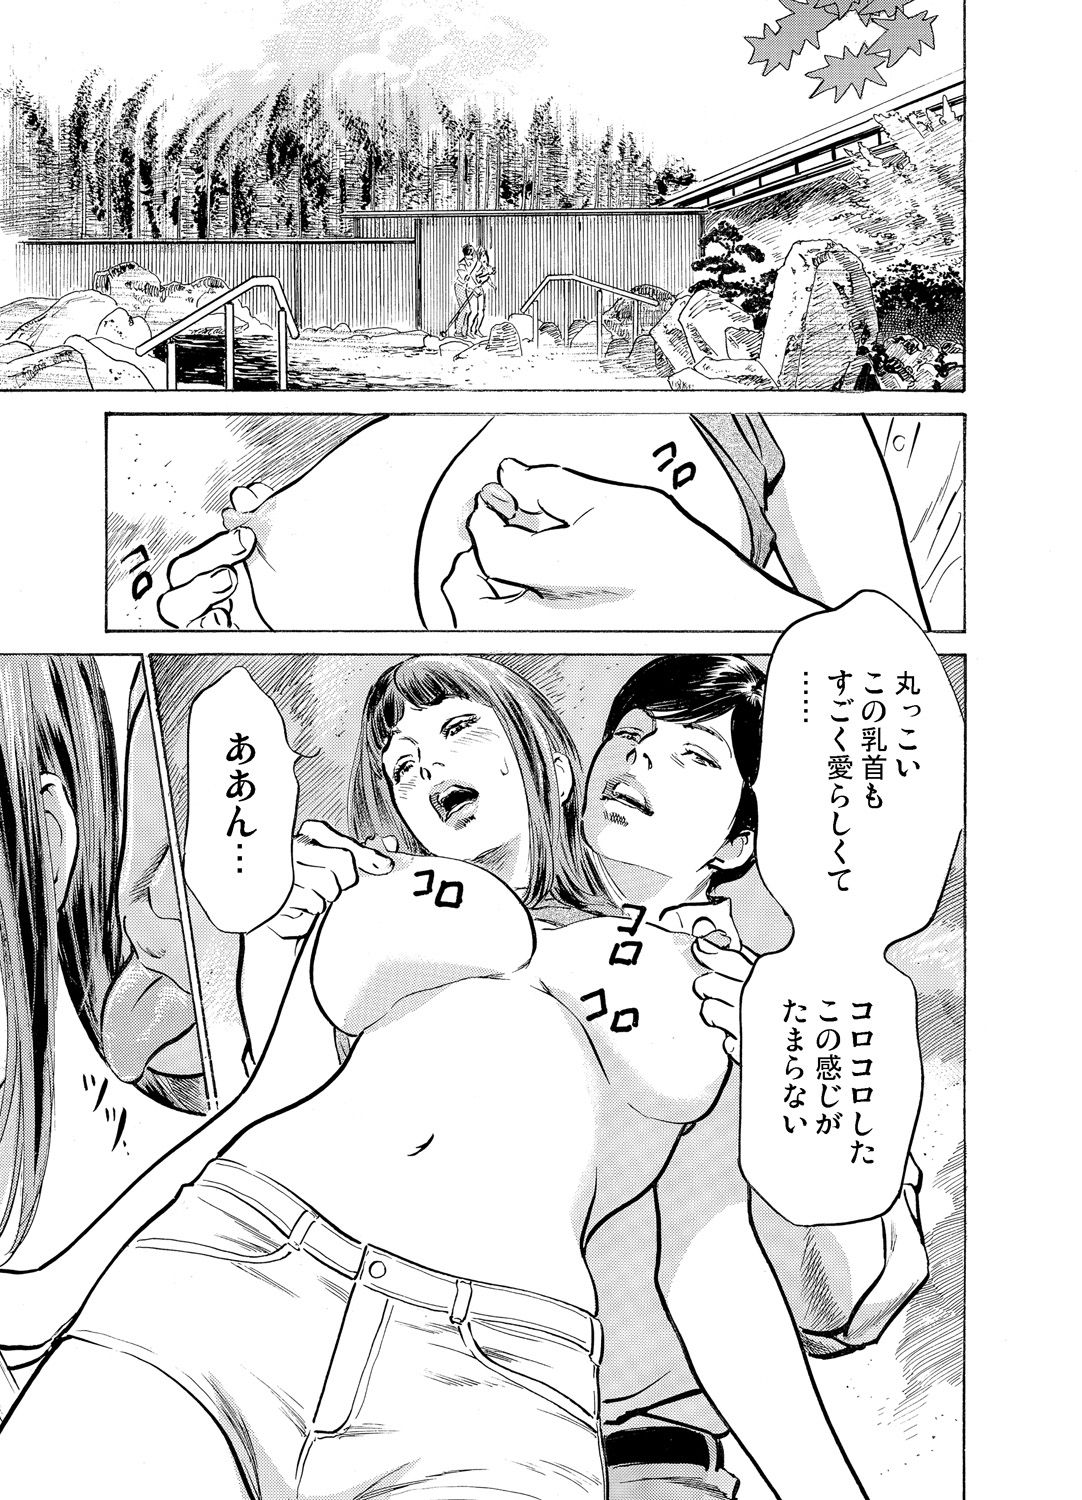 コロ
コロ
丸っこい
この乳首も
すごく愛らしくて
……
コロコロした
この感じが
たまらない
ああん…
コロ
コロ
コロ
ツツ